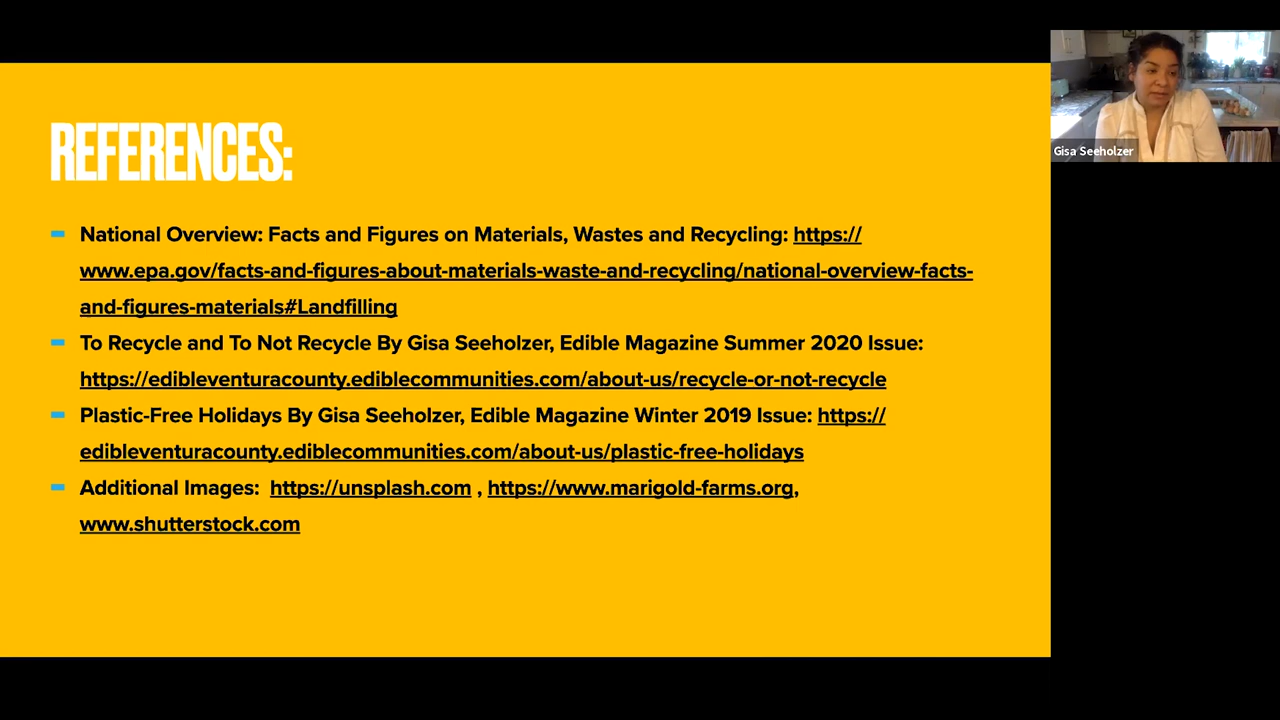 REFERENCES:
National Overview: Facts and Figures on Materials, Wastes and Recycling: https://
www.epa.gov/facts-and-figures-about-materials-waste-and-recycling/national-overview-facts-
and-figures-materials#Landfilling
To Recycle and To Not Recycle By Gisa Seeholzer, Edible Magazine Summer 2020 Issue:
https://edibleventuracounty.ediblecommunities.com/about-us/recycle-or-not-recycle
Plastic-Free Holidays By Gisa Seeholzer, Edible Magazine Winter 2019 Issue: https://
edibleventuracounty.ediblecommunities.com/about-us/plastic-free-holidays
Additional Images:  https://unsplash.com , https://www.marigold-farms.org,
www.shutterstock.com
Gisa Seeholzer